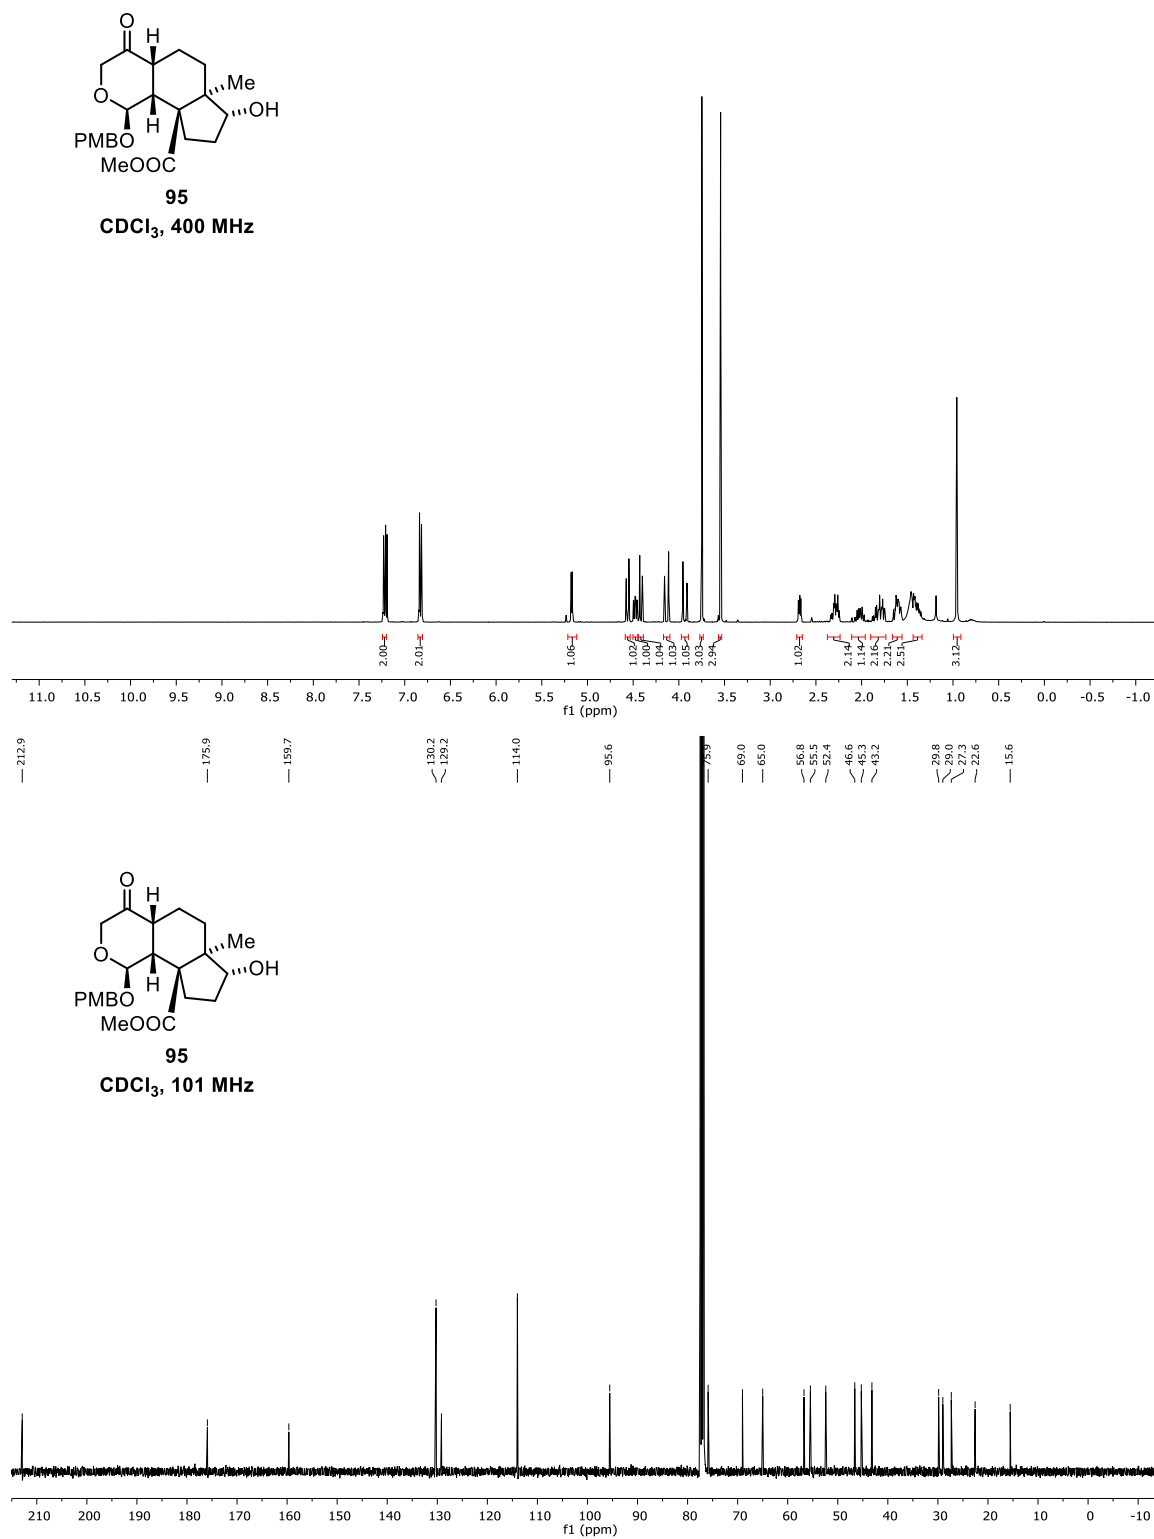 O
H
Me
O
OH
H
PMBO
MeOOC
95
CDCl₃, 400 MHz
2.00
2.01
1.06
1.02
1.00
1.04
1.03
1.05
3.03
2.94
1.02
2.14
1.14
2.16
2.21
2.51
3.12
11.0 10.5 10.0 9.5 9.0 8.5 8.0 7.5 7.0 6.5 6.0 5.5 5.0 4.5 4.0 3.5 3.0 2.5 2.0 1.5 1.0 0.5 0.0 -0.5 -1.0
f1 (ppm)
212.9
175.9
159.7
130.2
129.2
114.0
95.6
75.9
69.0
65.0
56.8
55.5
52.4
46.6
45.3
43.2
29.8
29.0
27.3
22.6
15.6
O
H
Me
O
OH
H
PMBO
MeOOC
95
CDCl₃, 101 MHz
210 200 190 180 170 160 150 140 130 120 110 100 90 80 70 60 50 40 30 20 10 0 -10
f1 (ppm)